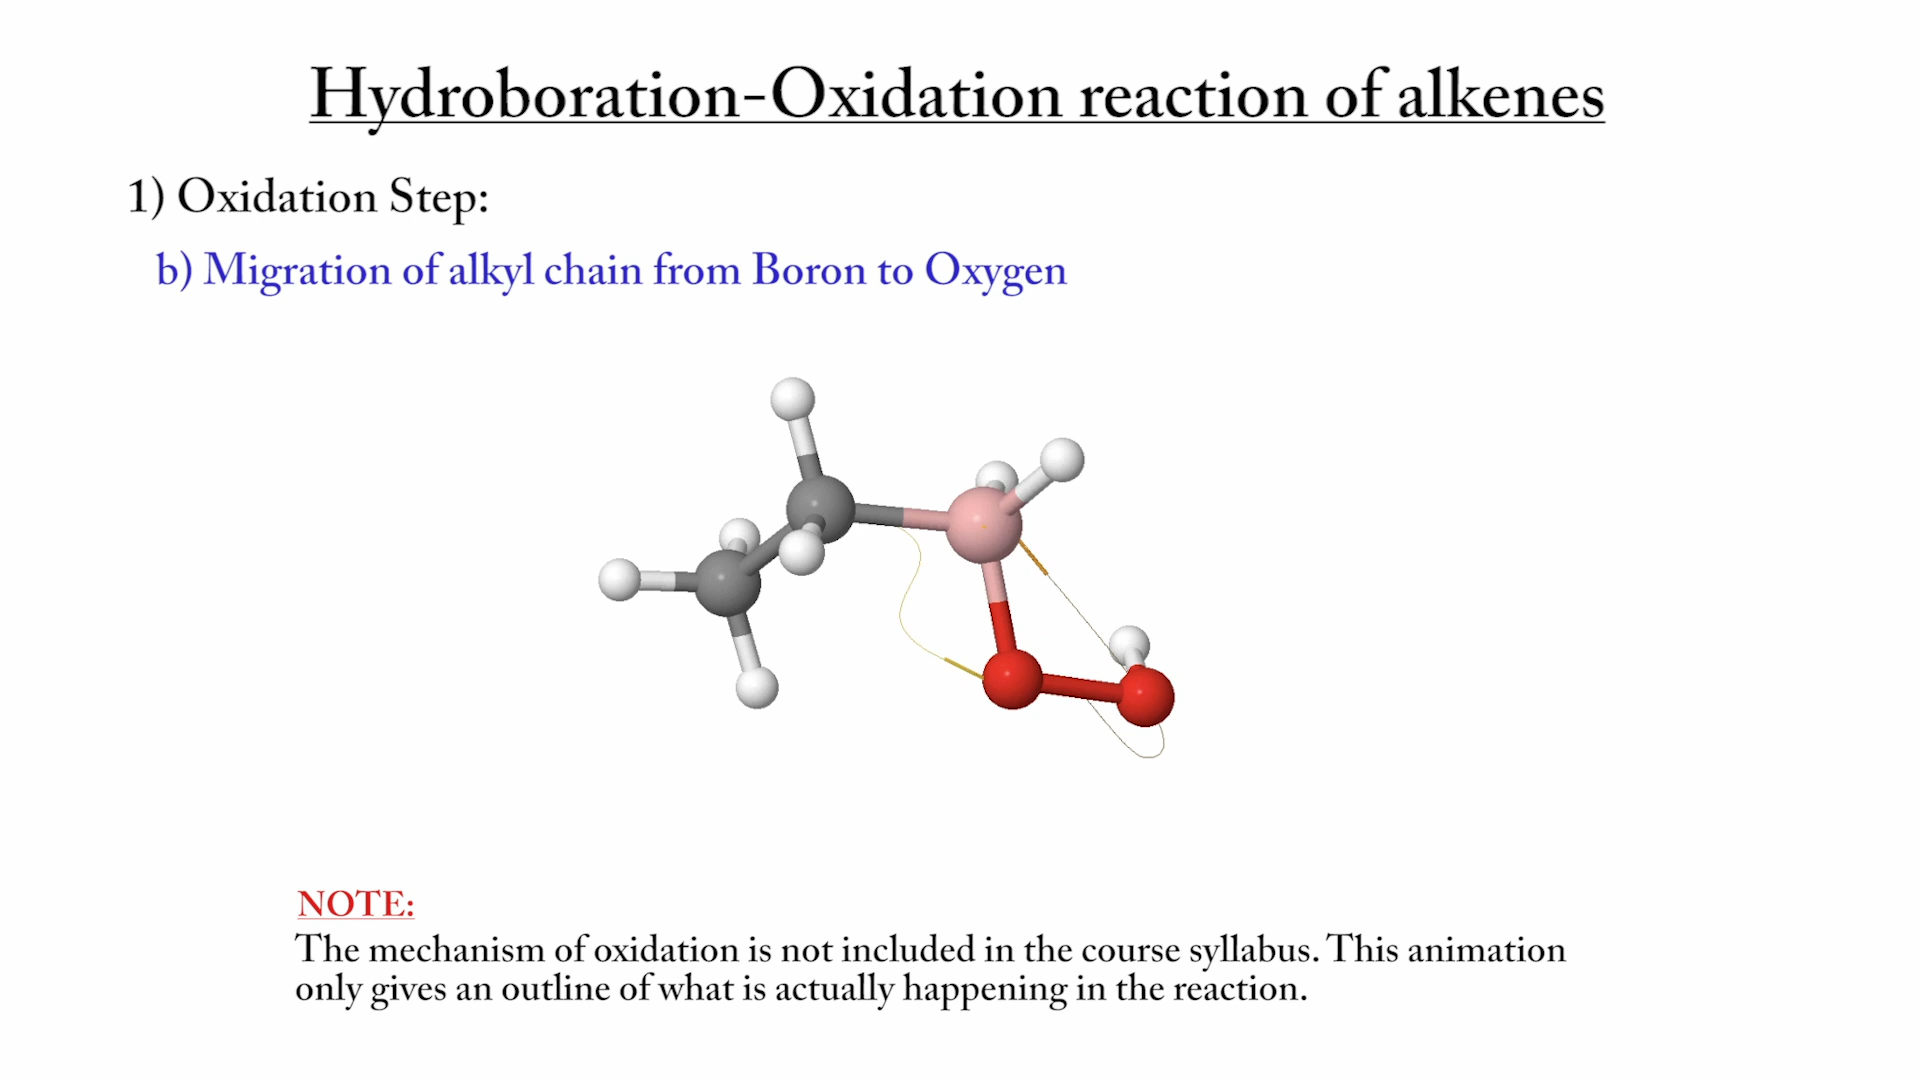 Hydroboration-Oxidation reaction of alkenes
1) Oxidation Step:
b) Migration of alkyl chain from Boron to Oxygen
NOTE:
The mechanism of oxidation is not included in the course syllabus. This animation
only gives an outline of what is actually happening in the reaction.